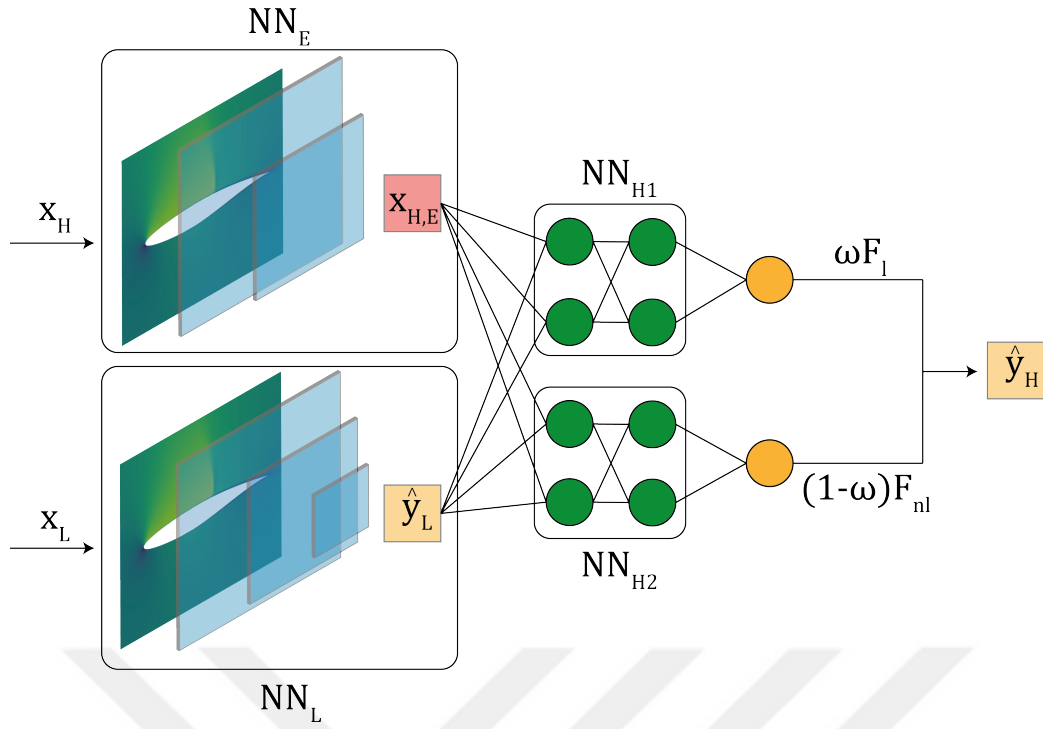 NN_E
x_H
x_H,E
NN_H1
ωF_l
ŷ_H
x_L
ŷ_L
(1-ω)F_nl
NN_H2
NN_L